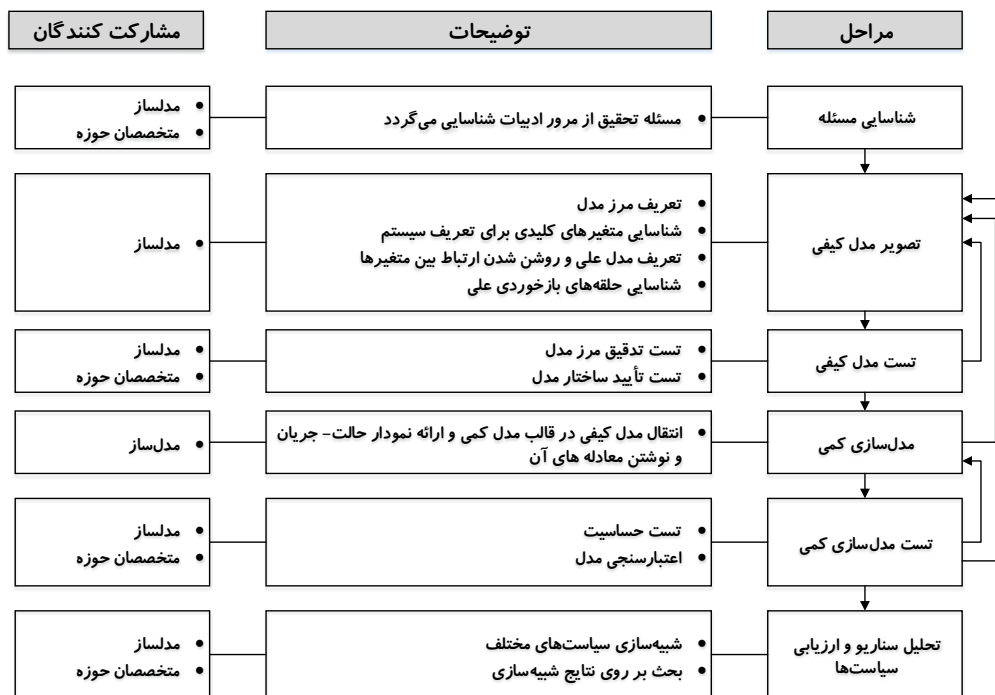 مراحل
توضیحات
مشارکت کنندگان
شناسایی مسئله
• مسئله تحقیق از مرور ادبیات شناسایی می‌گردد
• مدلساز
• متخصصان حوزه
تصویر مدل کیفی
• تعریف مرز مدل
• شناسایی متغیرهای کلیدی برای تعریف سیستم
• تعریف مدل علی و روشن شدن ارتباط بین متغیرها
• شناسایی حلقه‌های بازخوردی علی
• مدلساز
تست مدل کیفی
• تست تدقیق مرز مدل
• تست تأیید ساختار مدل
• مدلساز
• متخصصان حوزه
مدل‌سازی کمی
• انتقال مدل کیفی در قالب مدل کمی و ارائه نمودار حالت- جریان
و نوشتن معادله های آن
• مدل‌ساز
تست مدل‌سازی کمی
• تست حساسیت
• اعتبارسنجی مدل
• مدلساز
• متخصصان حوزه
تحلیل سناریو و ارزیابی
سیاست‌ها
• شبیه‌سازی سیاست‌های مختلف
• بحث بر روی نتایج شبیه‌سازی
• مدلساز
• متخصصان حوزه